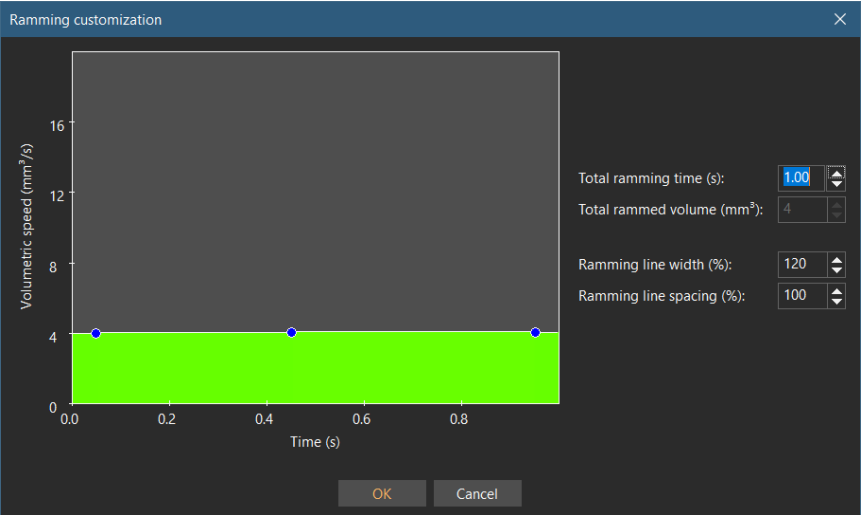 Ramming customization
Volumetric speed (mm³/s)
16
12
8
4
0
0.0 0.2 0.4 0.6 0.8
Time (s)
Total ramming time (s): 1.00
Total rammed volume (mm³): 4
Ramming line width (%): 120
Ramming line spacing (%): 100
OK Cancel